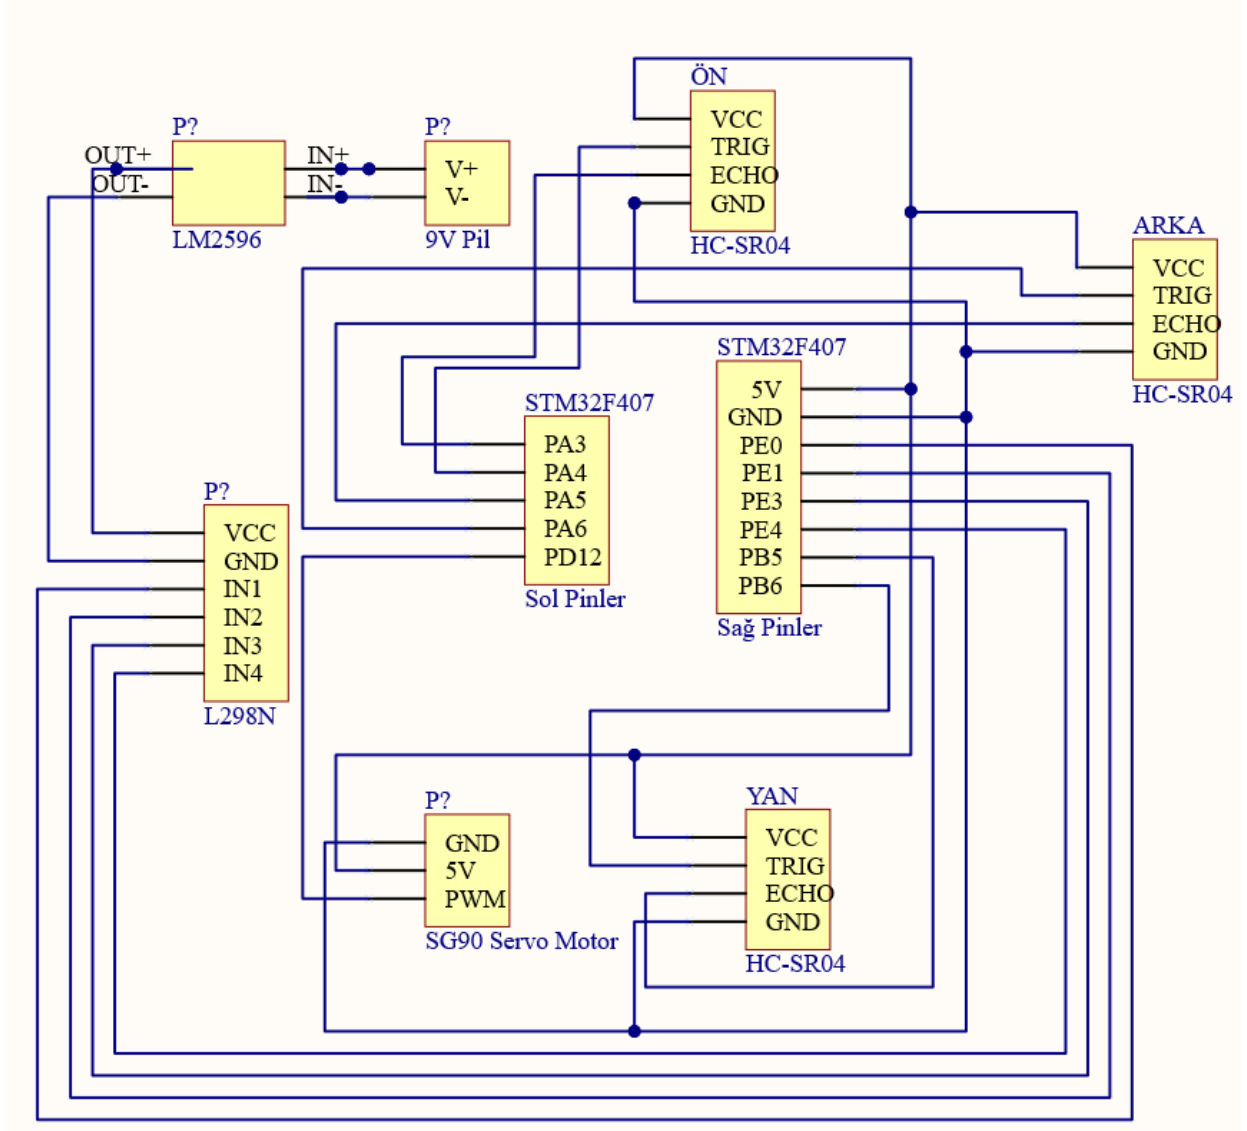 ÖN
VCC
TRIG
ECHO
GND
HC-SR04
P?
OUT+
OUT-
IN+
IN-
LM2596
P?
V+
V-
9V Pil
ARKA
VCC
TRIG
ECHO
GND
HC-SR04
STM32F407
5V
GND
PE0
PE1
PE3
PE4
PB5
PB6
Sağ Pinler
STM32F407
PA3
PA4
PA5
PA6
PD12
Sol Pinler
P?
VCC
GND
IN1
IN2
IN3
IN4
L298N
P?
GND
5V
PWM
SG90 Servo Motor
YAN
VCC
TRIG
ECHO
GND
HC-SR04